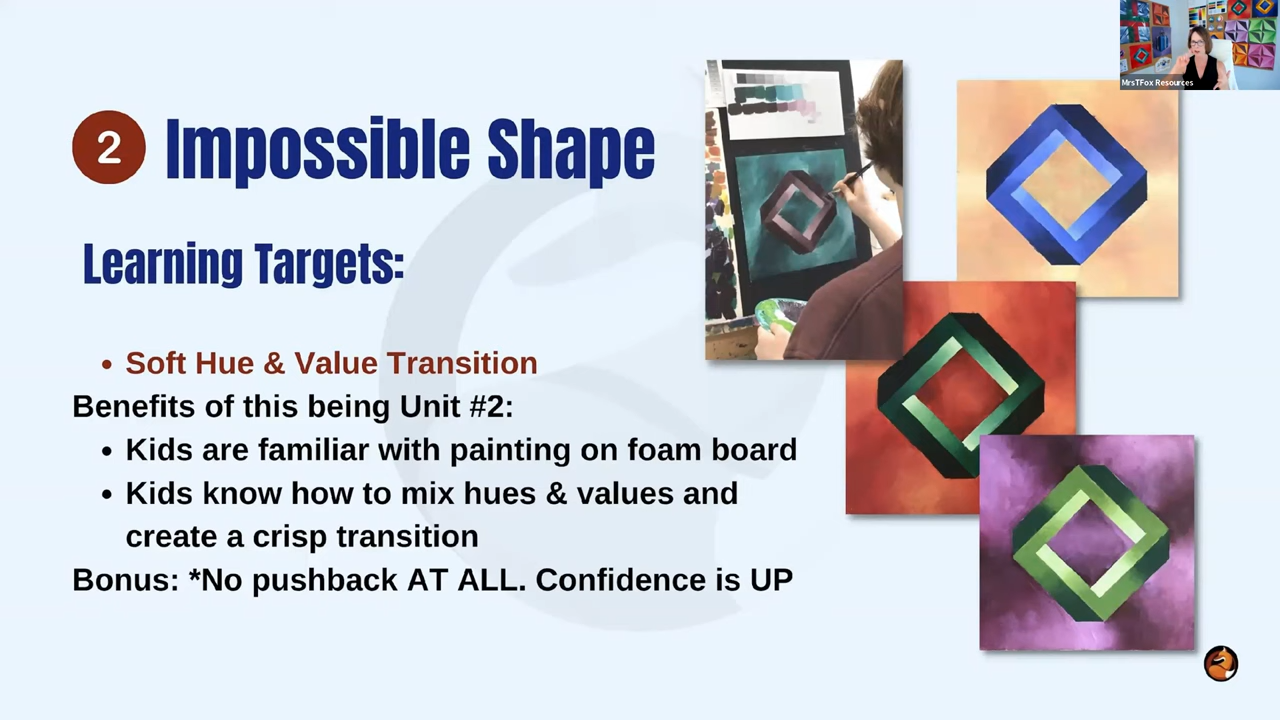 MrsTFox Resources
2 Impossible Shape
Learning Targets:
• Soft Hue & Value Transition
Benefits of this being Unit #2:
• Kids are familiar with painting on foam board
• Kids know how to mix hues & values and
create a crisp transition
Bonus: *No pushback AT ALL. Confidence is UP